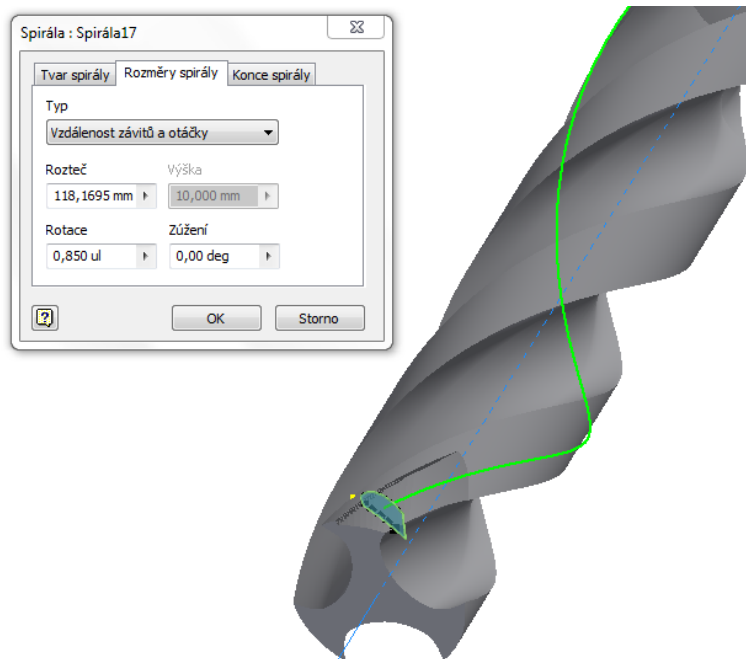 Spirála : Spirála17
Tvar spirály Rozměry spirály Konce spirály
Typ
Vzdálenost závitů a otáčky
Rozteč Výška
118,1695 mm 10,000 mm
Rotace Zúžení
0,850 ul 0,00 deg
OK Storno